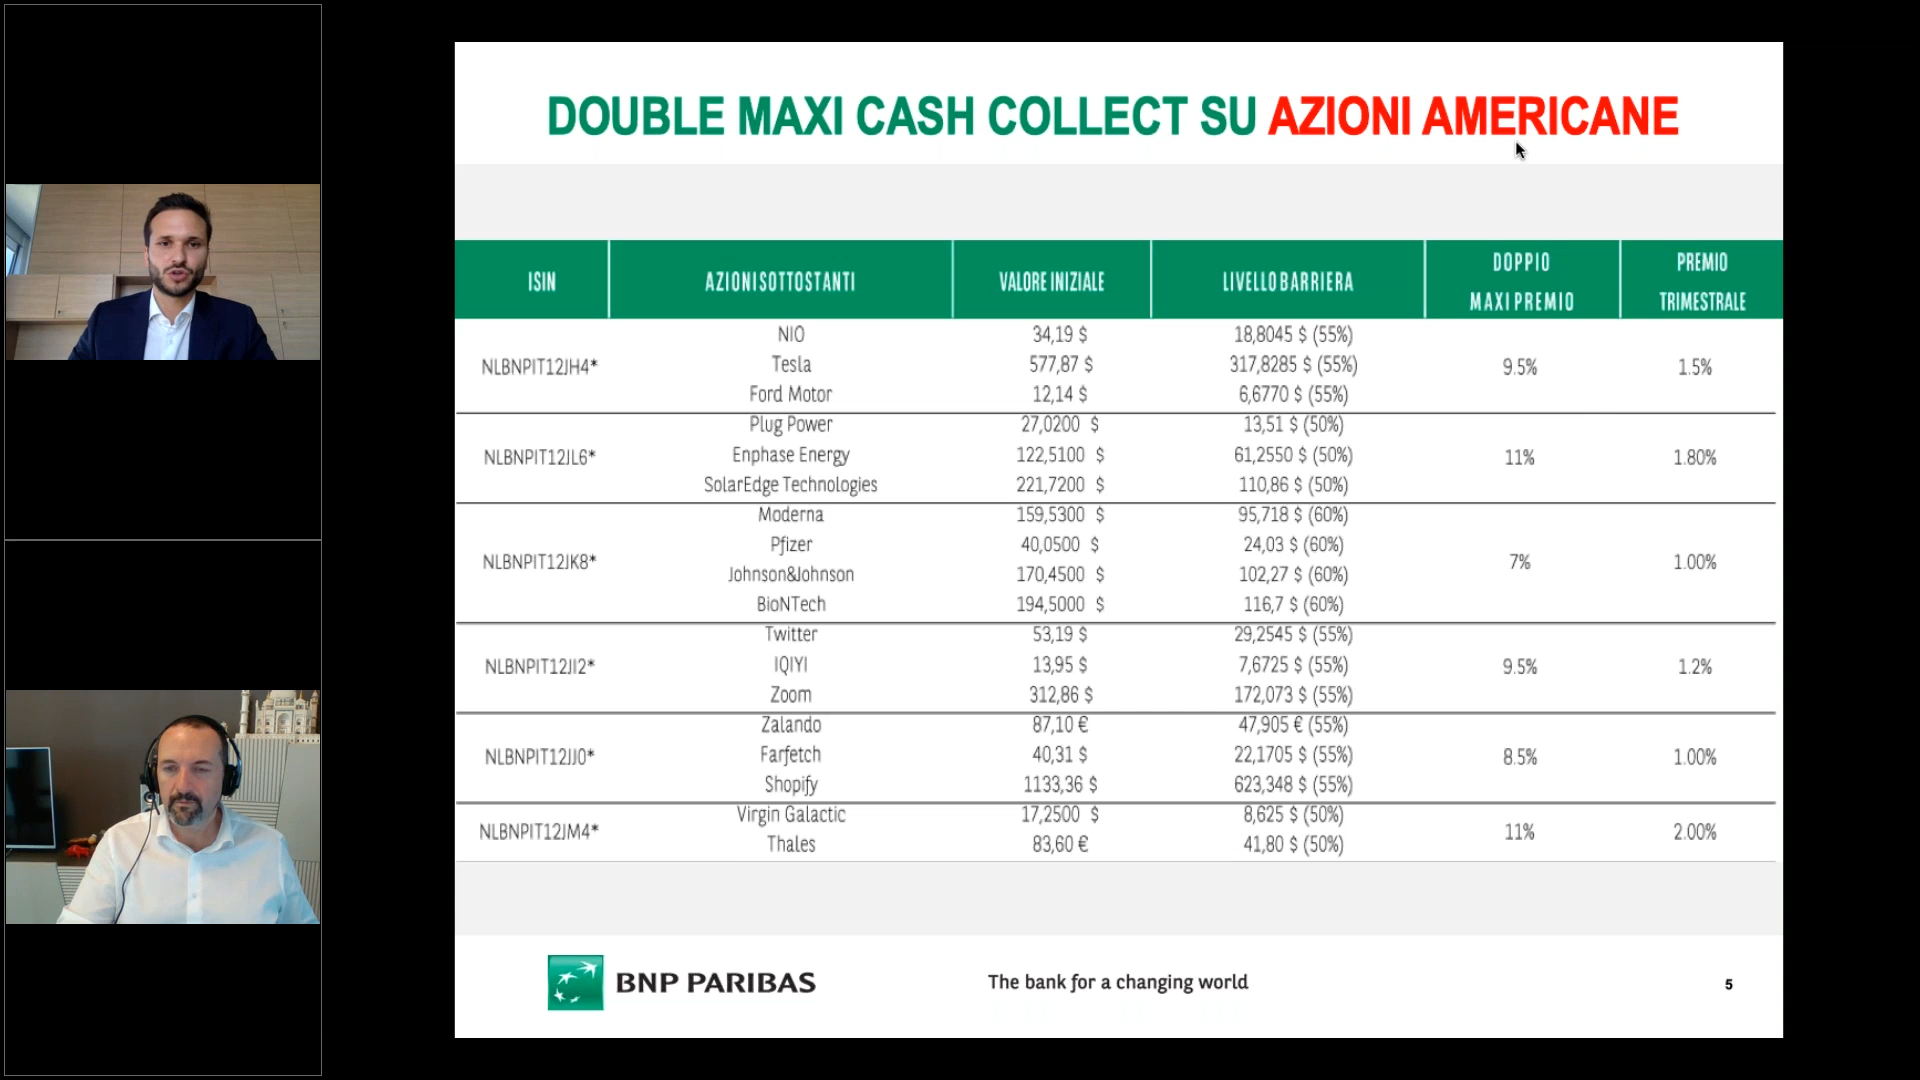 DOUBLE MAXI CASH COLLECT SU AZIONI AMERICANE
ISIN AZIONI SOTTOSTANTI VALORE INIZIALE LIVELLO BARRIERA DOPPIO MAXI PREMIO PREMIO TRIMESTRALE
NIO 34,19 $ 18,8045 $ (55%)
NLBNPIT12JH4* Tesla 577,87 $ 317,8285 $ (55%) 9.5% 1.5%
Ford Motor 12,14 $ 6,6770 $ (55%)
Plug Power 27,0200 $ 13,51 $ (50%)
NLBNPIT12JL6* Enphase Energy 122,5100 $ 61,2550 $ (50%) 11% 1.80%
SolarEdge Technologies 221,7200 $ 110,86 $ (50%)
Moderna 159,5300 $ 95,718 $ (60%)
Pfizer 40,0500 $ 24,03 $ (60%)
NLBNPIT12JK8* 7% 1.00%
Johnson&Johnson 170,4500 $ 102,27 $ (60%)
BioNTech 194,5000 $ 116,7 $ (60%)
Twitter 53,19 $ 29,2545 $ (55%)
NLBNPIT12JI2* IQIYI 13,95 $ 7,6725 $ (55%) 9.5% 1.2%
Zoom 312,86 $ 172,073 $ (55%)
Zalando 87,10 € 47,905 € (55%)
NLBNPIT12JJ0* Farfetch 40,31 $ 22,1705 $ (55%) 8.5% 1.00%
Shopify 1133,36 $ 623,348 $ (55%)
Virgin Galactic 17,2500 $ 8,625 $ (50%)
NLBNPIT12JM4* 11% 2.00%
Thales 83,60 € 41,80 $ (50%)
BNP PARIBAS The bank for a changing world 5